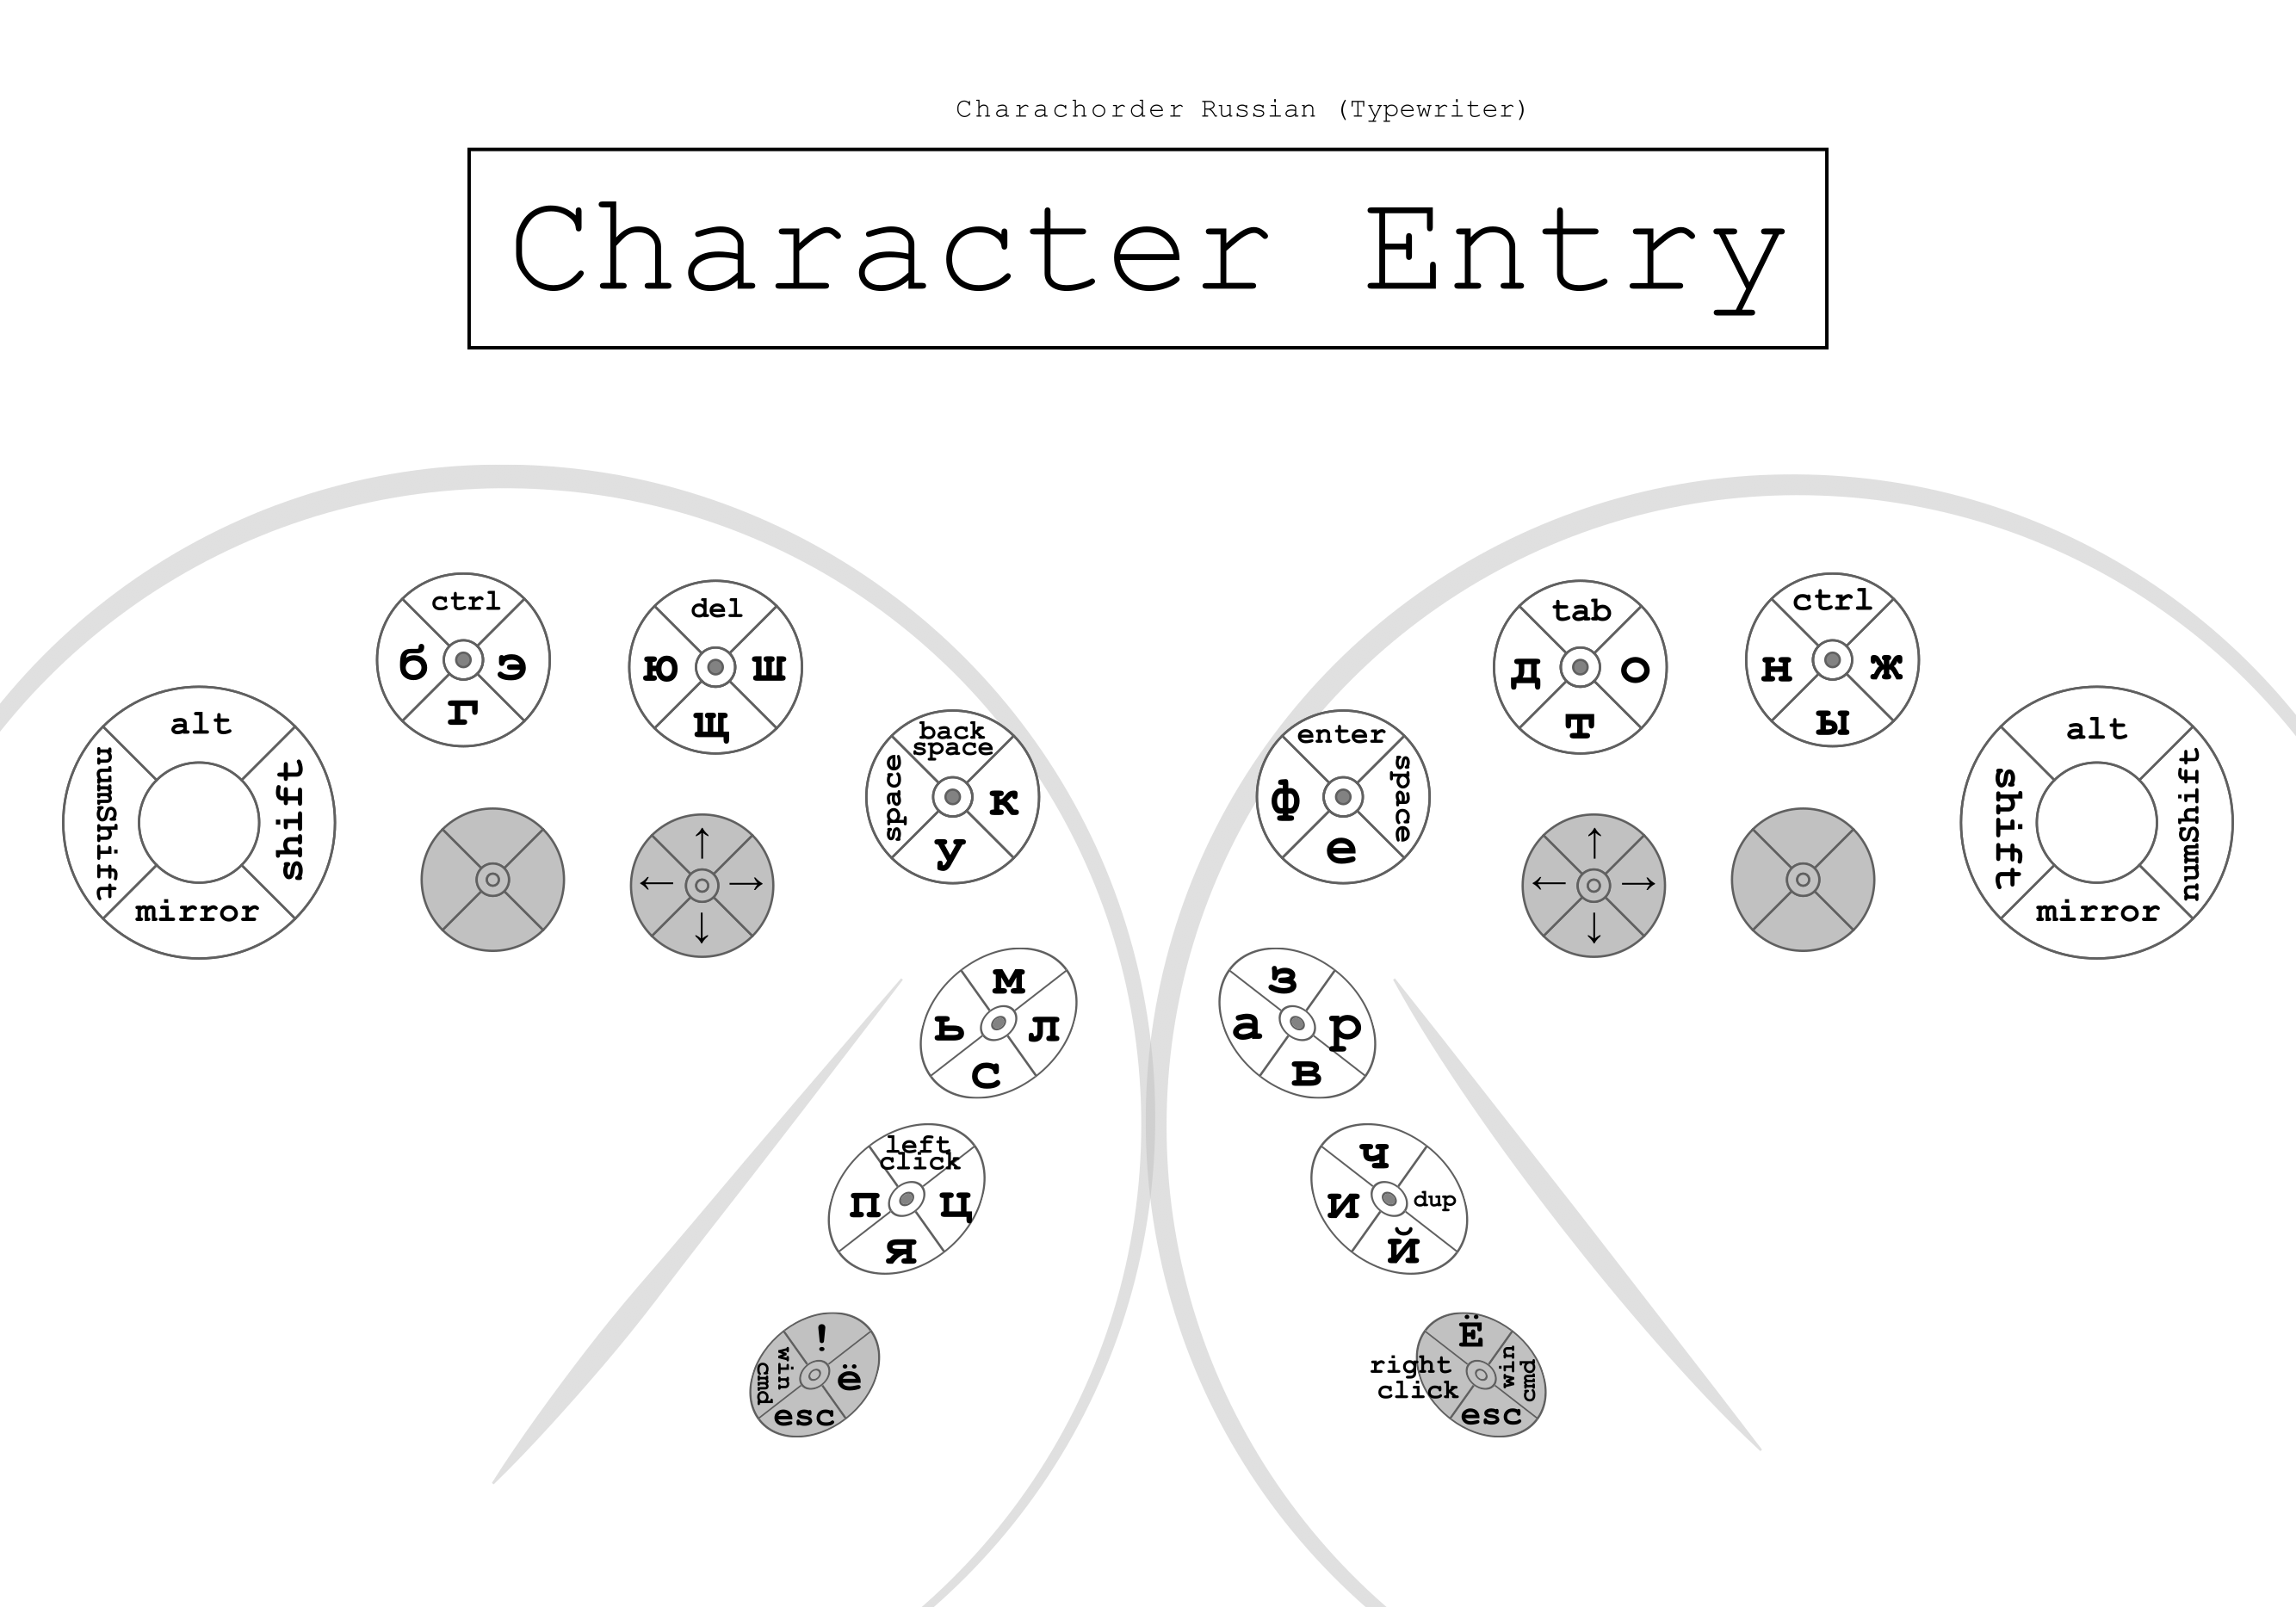 Charachorder Russian (Typewriter)
Character Entry
ctrl
б э
г
del
ю ш
щ
tab
д о
т
ctrl
н ж
ы
alt
numShift
shift
mirror
back
space
space
к
у
enter
ф
space
е
alt
shift
numShift
mirror
↑
← →
↓
↑
← →
↓
м
ь л
с
з
а р
в
left
click
п ц
я
ч
и dup
й
!
win
cmd
ё
esc
Ё
right
click
win
cmd
esc